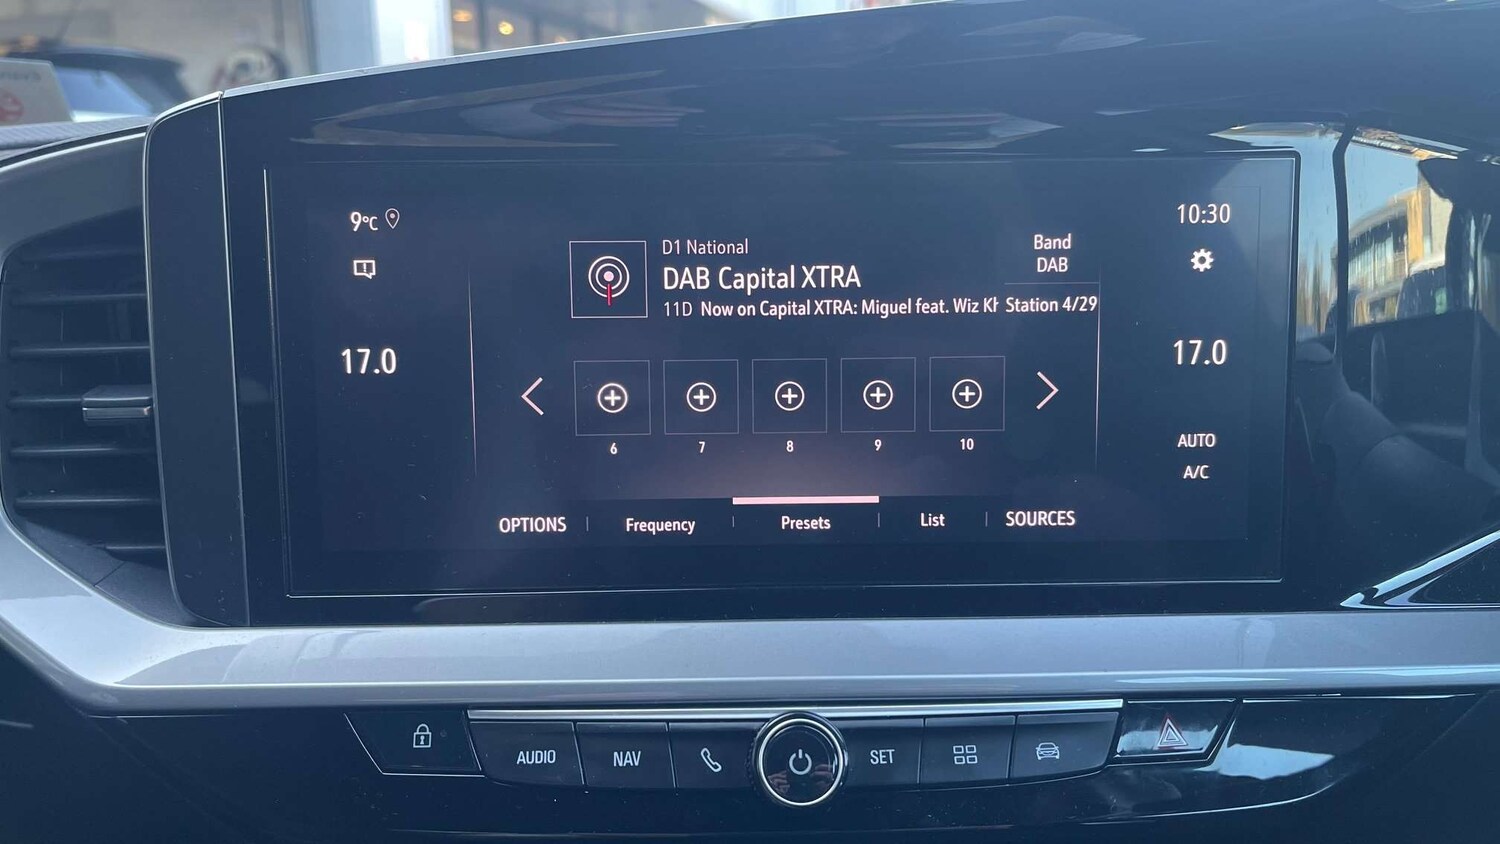 9°C
10:30
D1 National
DAB Capital XTRA
11D Now on Capital XTRA: Miguel feat. Wiz Kh
Band
DAB
Station 4/29
17.0
17.0
6 7 8 9 10
AUTO
A/C
OPTIONS Frequency Presets List SOURCES
AUDIO NAV SET